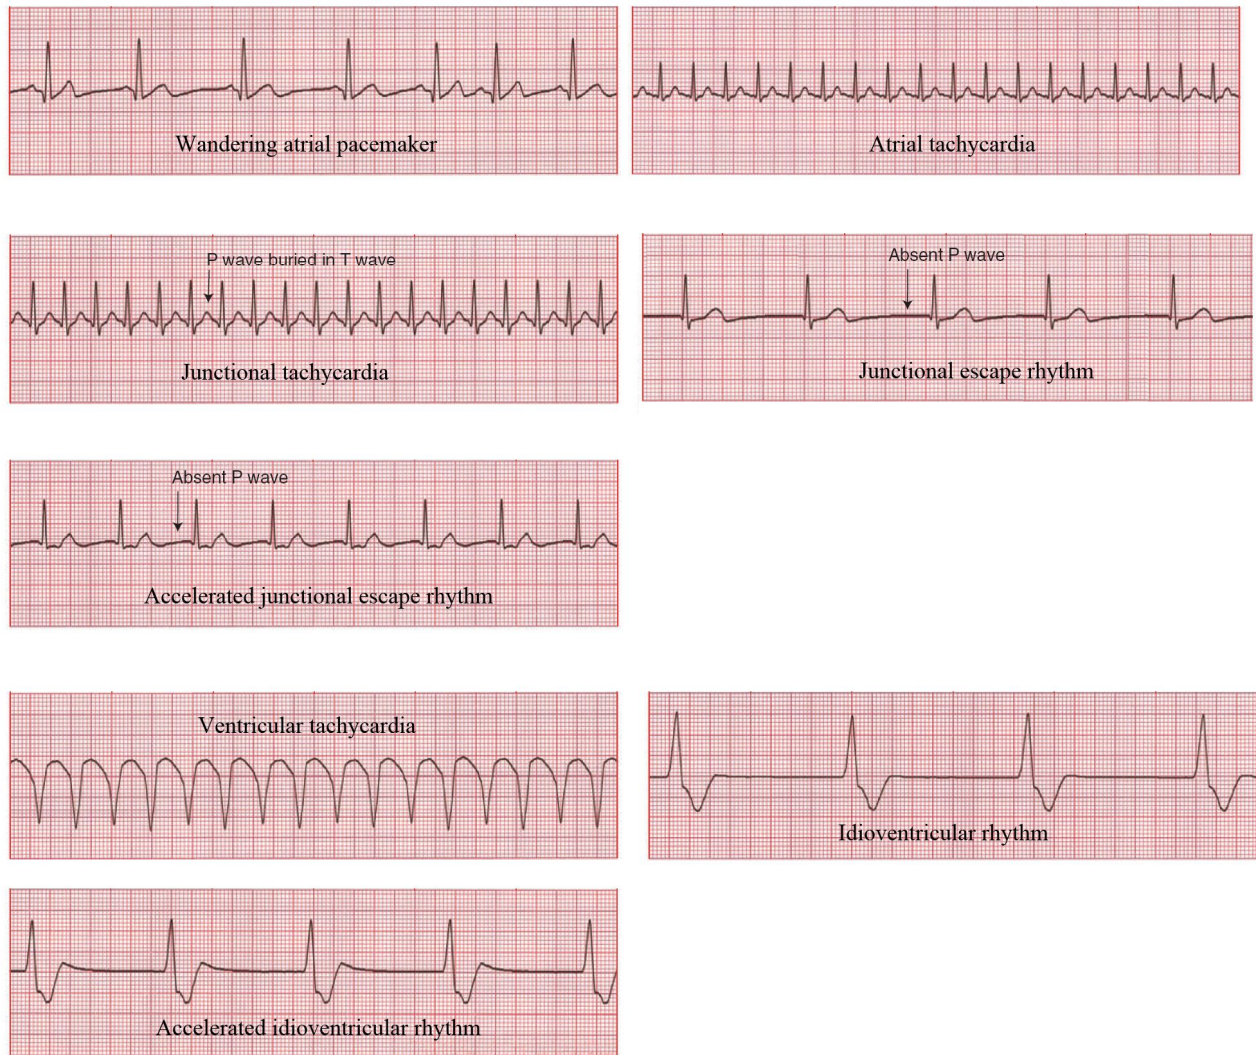 Wandering atrial pacemaker
Atrial tachycardia
P wave buried in T wave
Junctional tachycardia
Absent P wave
Junctional escape rhythm
Absent P wave
Accelerated junctional escape rhythm
Ventricular tachycardia
Idioventricular rhythm
Accelerated idioventricular rhythm